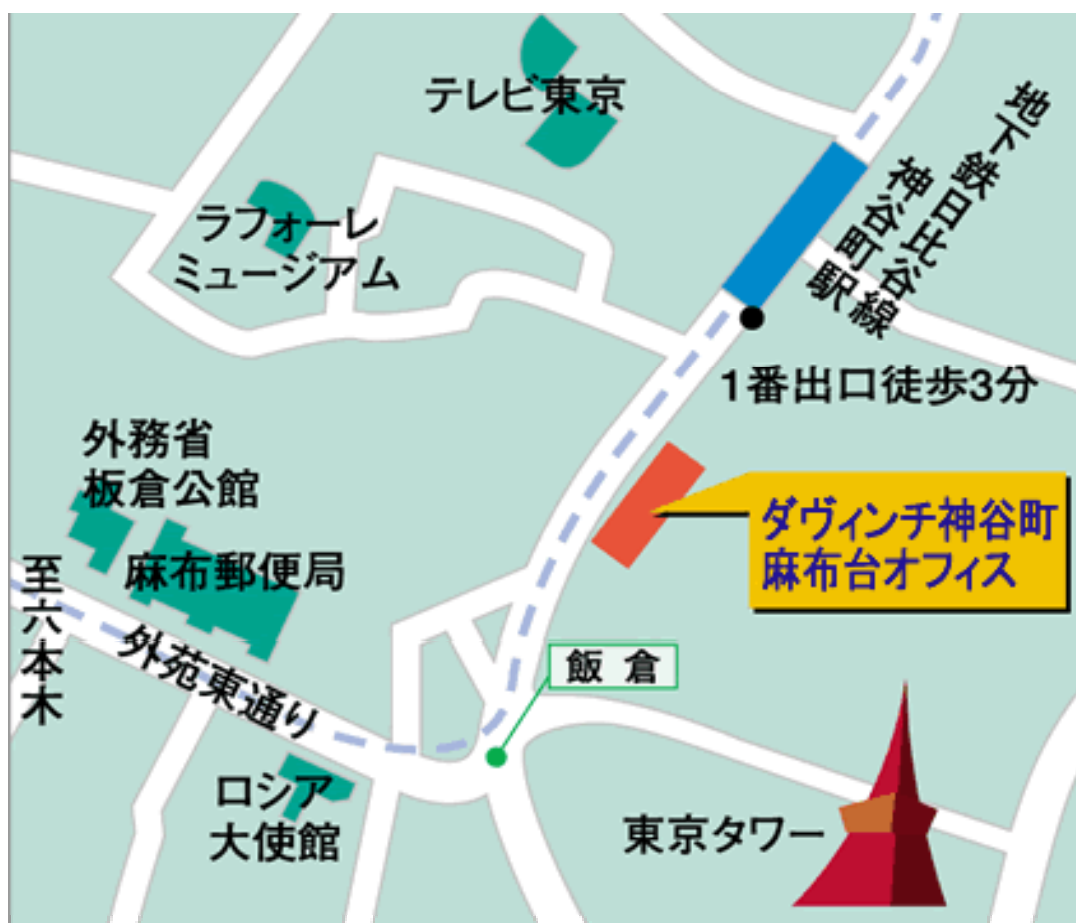 テレビ東京
地下鉄日比谷線
神谷町駅
ラフォーレ
ミュージアム
1番出口徒歩3分
外務省
板倉公館
ダヴィンチ神谷町
麻布台オフィス
麻布郵便局
至六本木
外苑東通り
飯倉
ロシア
大使館
東京タワー